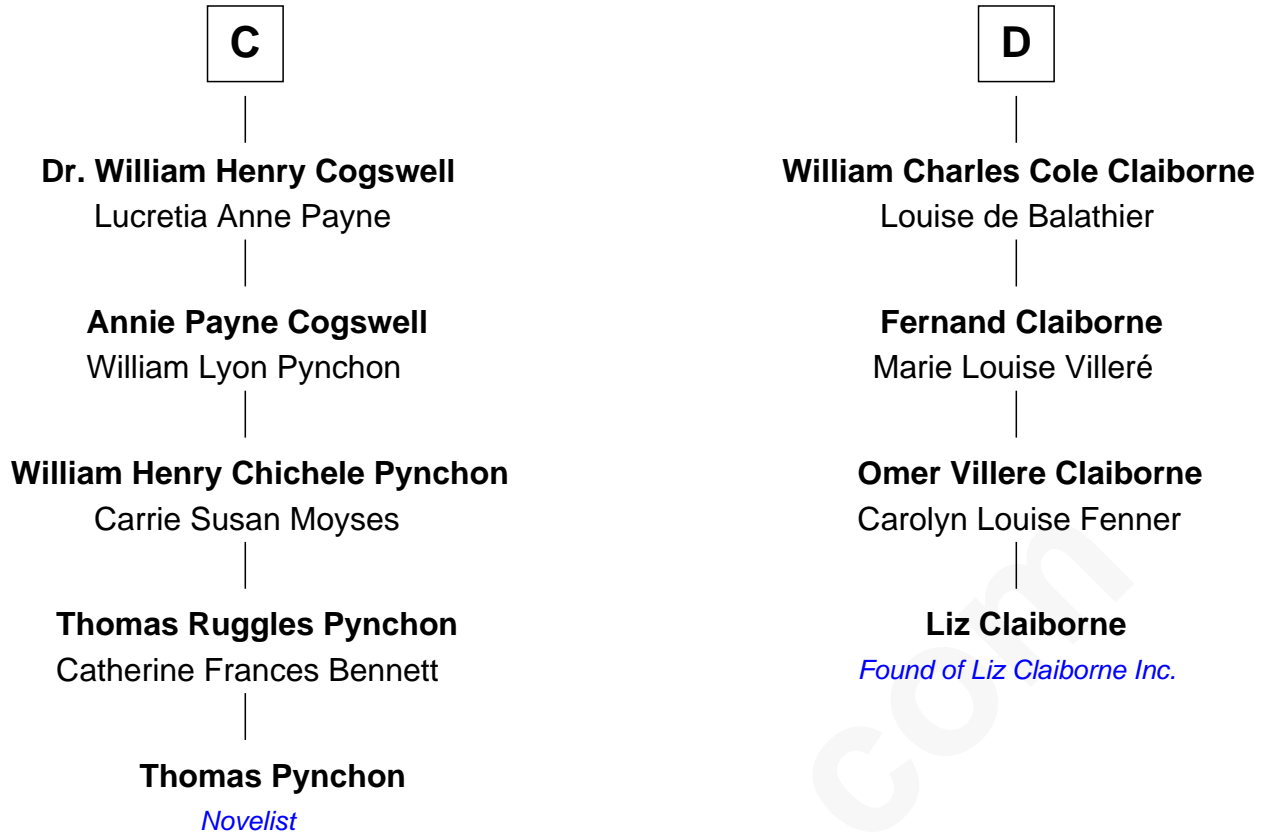 C
Dr. William Henry Cogswell
Lucretia Anne Payne
Annie Payne Cogswell
William Lyon Pynchon
William Henry Chichele Pynchon
Carrie Susan Moyses
Thomas Ruggles Pynchon
Catherine Frances Bennett
Thomas Pynchon
Novelist
D
William Charles Cole Claiborne
Louise de Balathier
Fernand Claiborne
Marie Louise Villeré
Omer Villere Claiborne
Carolyn Louise Fenner
Liz Claiborne
Found of Liz Claiborne Inc.
com